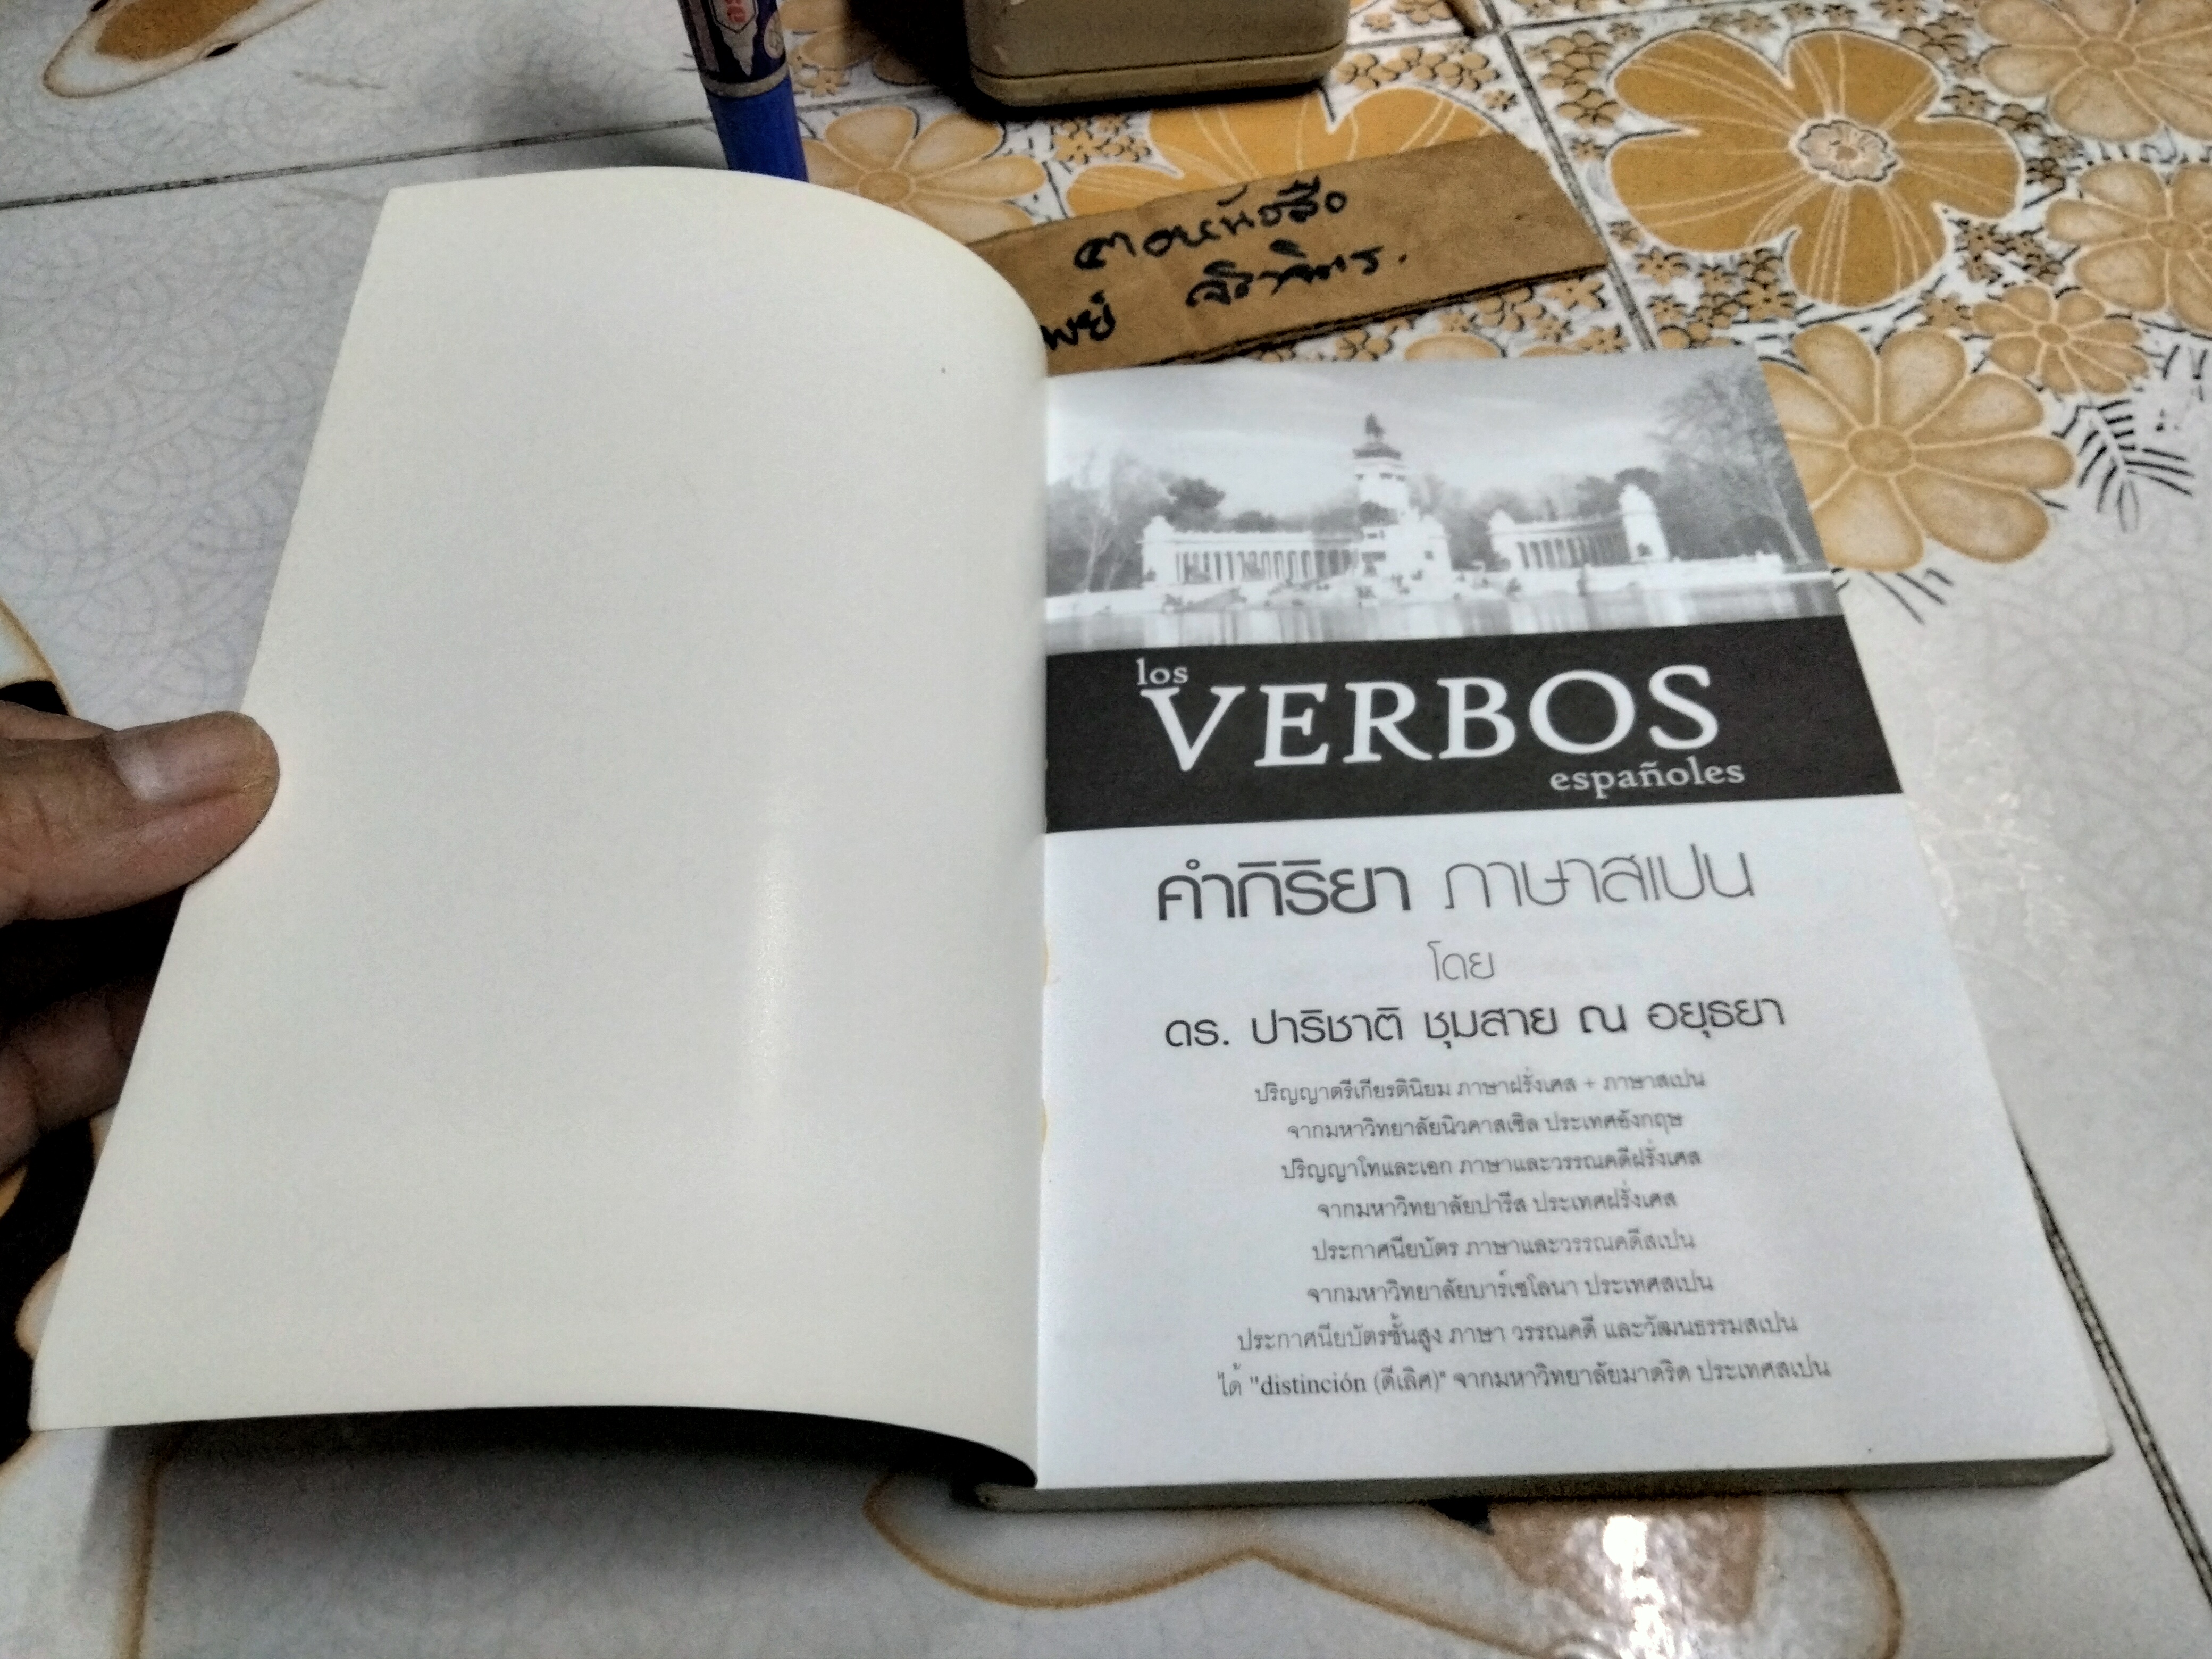 los
VERBOS
españoles
คำกิริยา ภาษาสเปน
โดย
ดร. ปาริชาติ ชุมสาย ณ อยุธยา
ปริญญาตรีเกียรตินิยม ภาษาฝรั่งเศส + ภาษาสเปน
จากมหาวิทยาลัยนิวคาสเซิล ประเทศอังกฤษ
ปริญญาโทและเอก ภาษาและวรรณคดีฝรั่งเศส
จากมหาวิทยาลัยปารีส ประเทศฝรั่งเศส
ประกาศนียบัตร ภาษาและวรรณคดีสเปน
จากมหาวิทยาลัยบาร์เซโลนา ประเทศสเปน
ประกาศนียบัตรชั้นสูง ภาษา วรรณคดี และวัฒนธรรมสเปน
ได้ "distinción (ดีเลิศ)" จากมหาวิทยาลัยมาดริด ประเทศสเปน